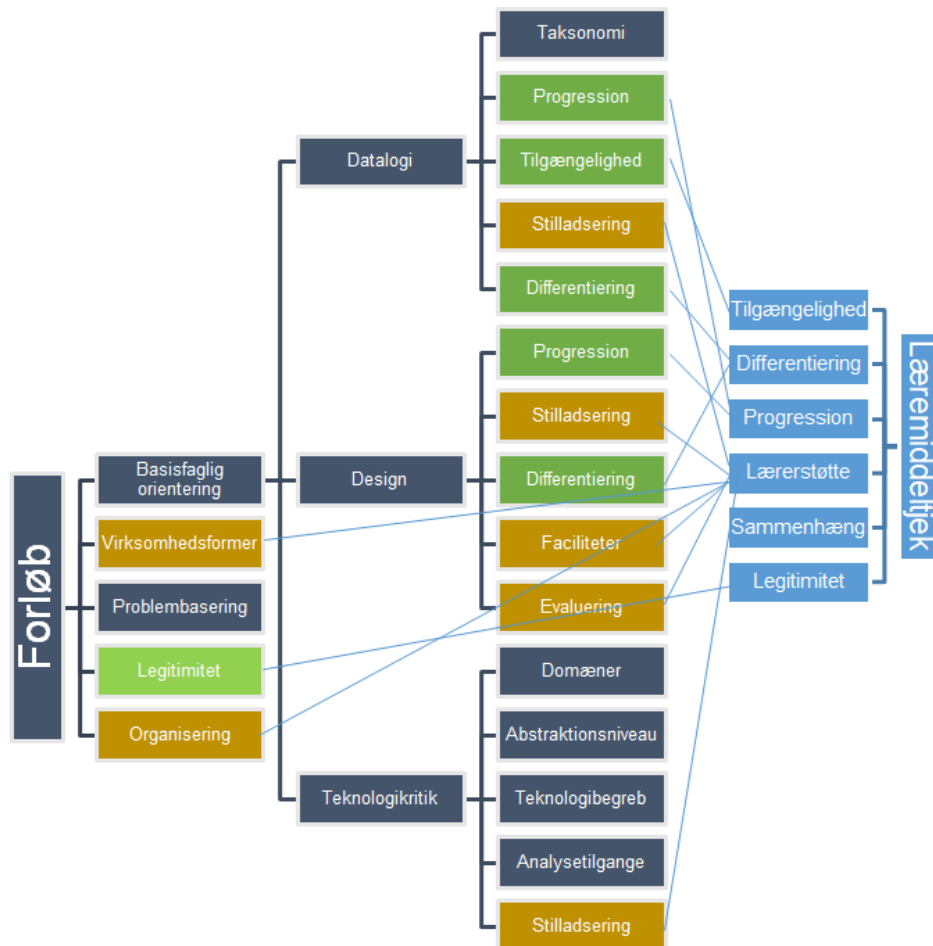 Taksonomi
Progression
Datalogi
Tilgængelighed
Stilladsering
Differentiering
Progression
Stilladsering
Design
Differentiering
Faciliteter
Evaluering
Domæner
Abstraktionsniveau
Teknologikritik
Teknologibegreb
Analysetilgange
Stilladsering
Forløb
Basisfaglig
orientering
Virksomhedsformer
Problembasering
Legitimitet
Organisering
Tilgængelighed
Differentiering
Progression
Lærerstøtte
Sammenhæng
Legitimitet
Læremiddeltjek